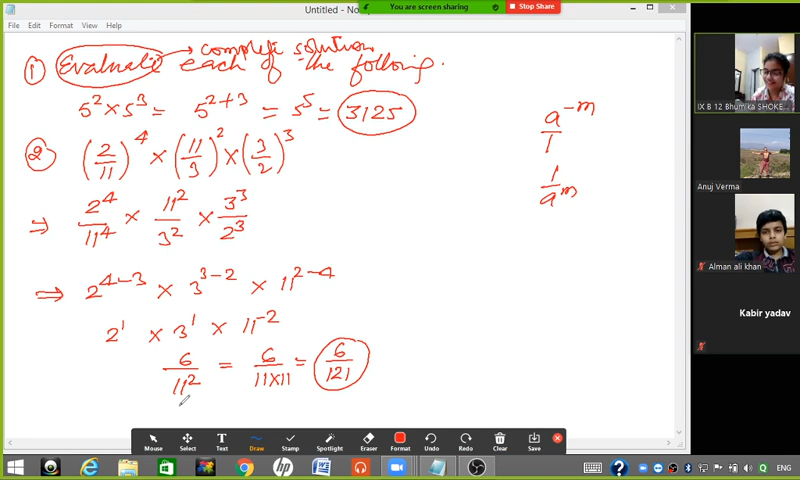 Untitled - No
You are screen sharing
Stop Share
File Edit Format View Help
→ complete solution
1) Evaluate each of the following.
5² × 5³ = 5²⁺³ = 5⁵ = 3125
2) (2/11)⁴ × (11/3)² × (3/2)³
⇒ 2⁴/11⁴ × 11²/3² × 3³/2³
⇒ 2⁴⁻³ × 3³⁻² × 11²⁻⁴
2¹ × 3¹ × 11⁻²
6/11² = 6/11×11 = 6/121
a⁻ᵐ/1
1/aᵐ
IX B 12 Bhumika SHOKE
Anuj Verma
Alman ali khan
Kabir yadav
Mouse Select Text Draw Stamp Spotlight Eraser Format Undo Redo Clear Save
ENG